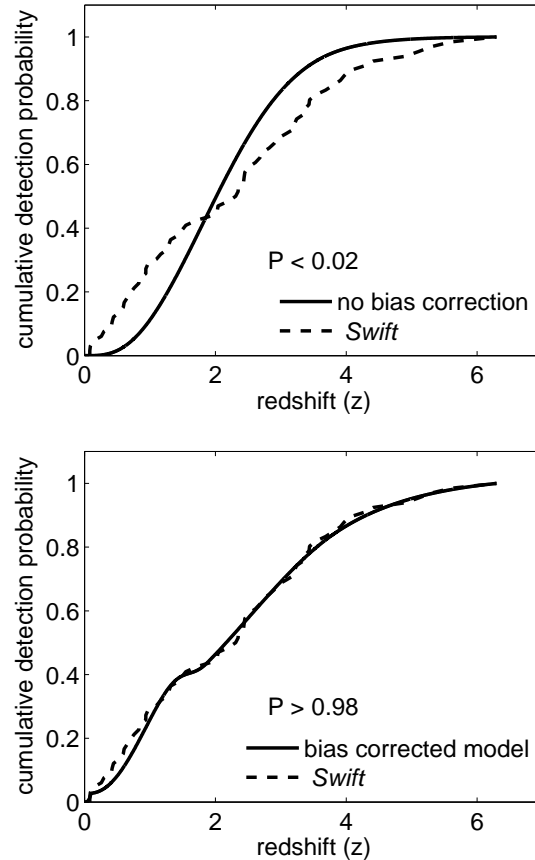 1
0.8
0.6
0.4
0.2
0
cumulative detection probability
P < 0.02
no bias correction
Swift
0 2 4 6
redshift (z)
1
0.8
0.6
0.4
0.2
0
cumulative detection probability
P > 0.98
bias corrected model
Swift
0 2 4 6
redshift (z)